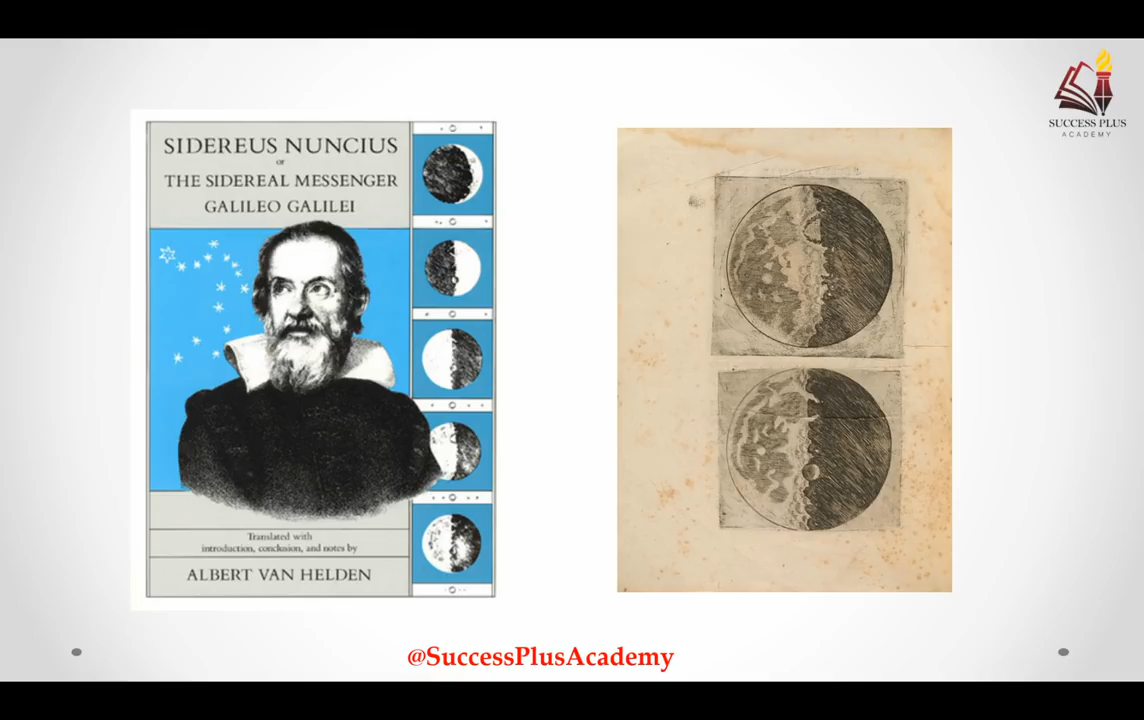 SIDEREUS NUNCIUS
or
THE SIDEREAL MESSENGER
GALILEO GALILEI
Translated with
introduction, conclusion, and notes by
ALBERT VAN HELDEN
SUCCESS PLUS
ACADEMY
@SuccessPlusAcademy